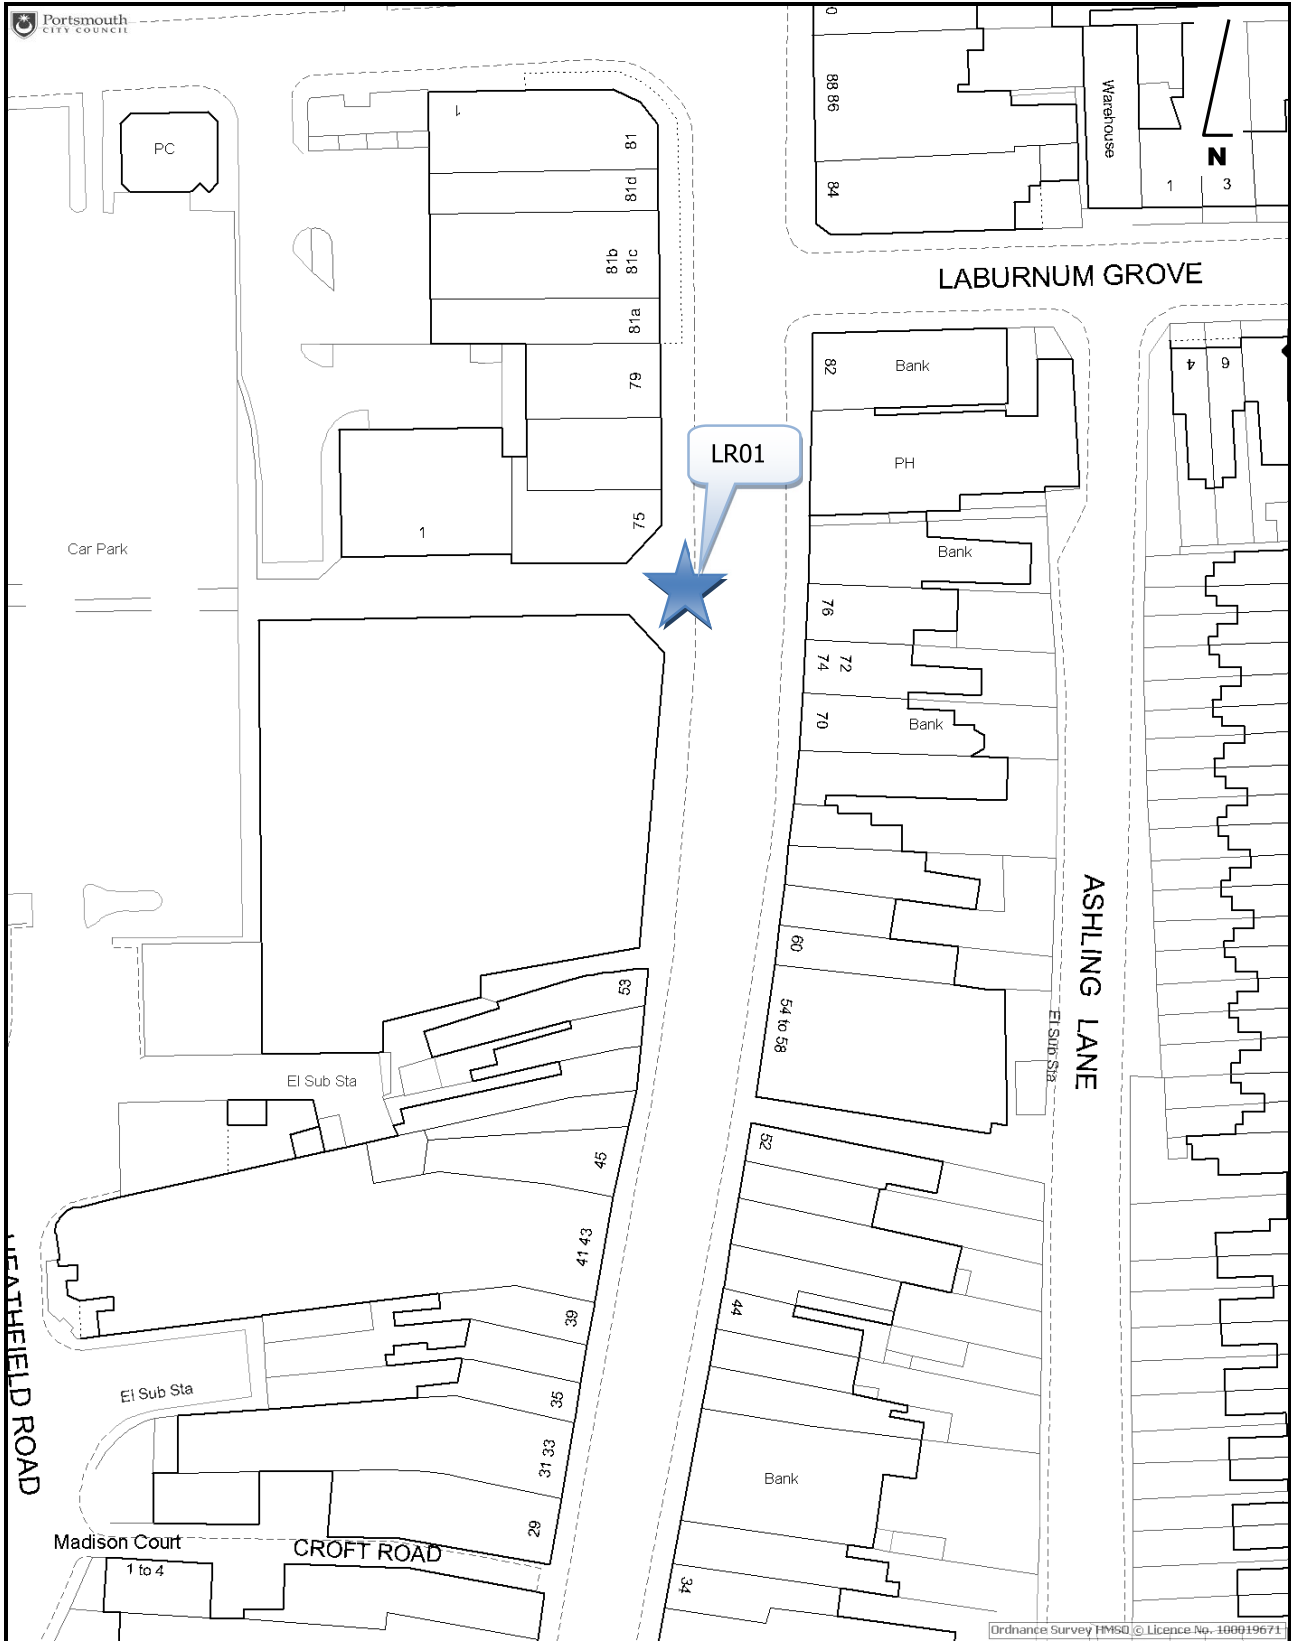 Portsmouth
CITY COUNCIL
PC
1
81
81d
81b
81c
81a
79
88 86
84
Warehouse
N
1
3
LABURNUM GROVE
82
Bank
4
6
LR01
PH
75
1
Car Park
Bank
76
74
72
70
Bank
ASHLING LANE
60
53
54 to 58
El Sub Sta
El Sub Sta
52
45
41 43
44
39
HEATHFIELD ROAD
El Sub Sta
35
31 33
Bank
29
Madison Court
1 to 4
CROFT ROAD
34
Ordnance Survey HMSO © Licence No. 100019671